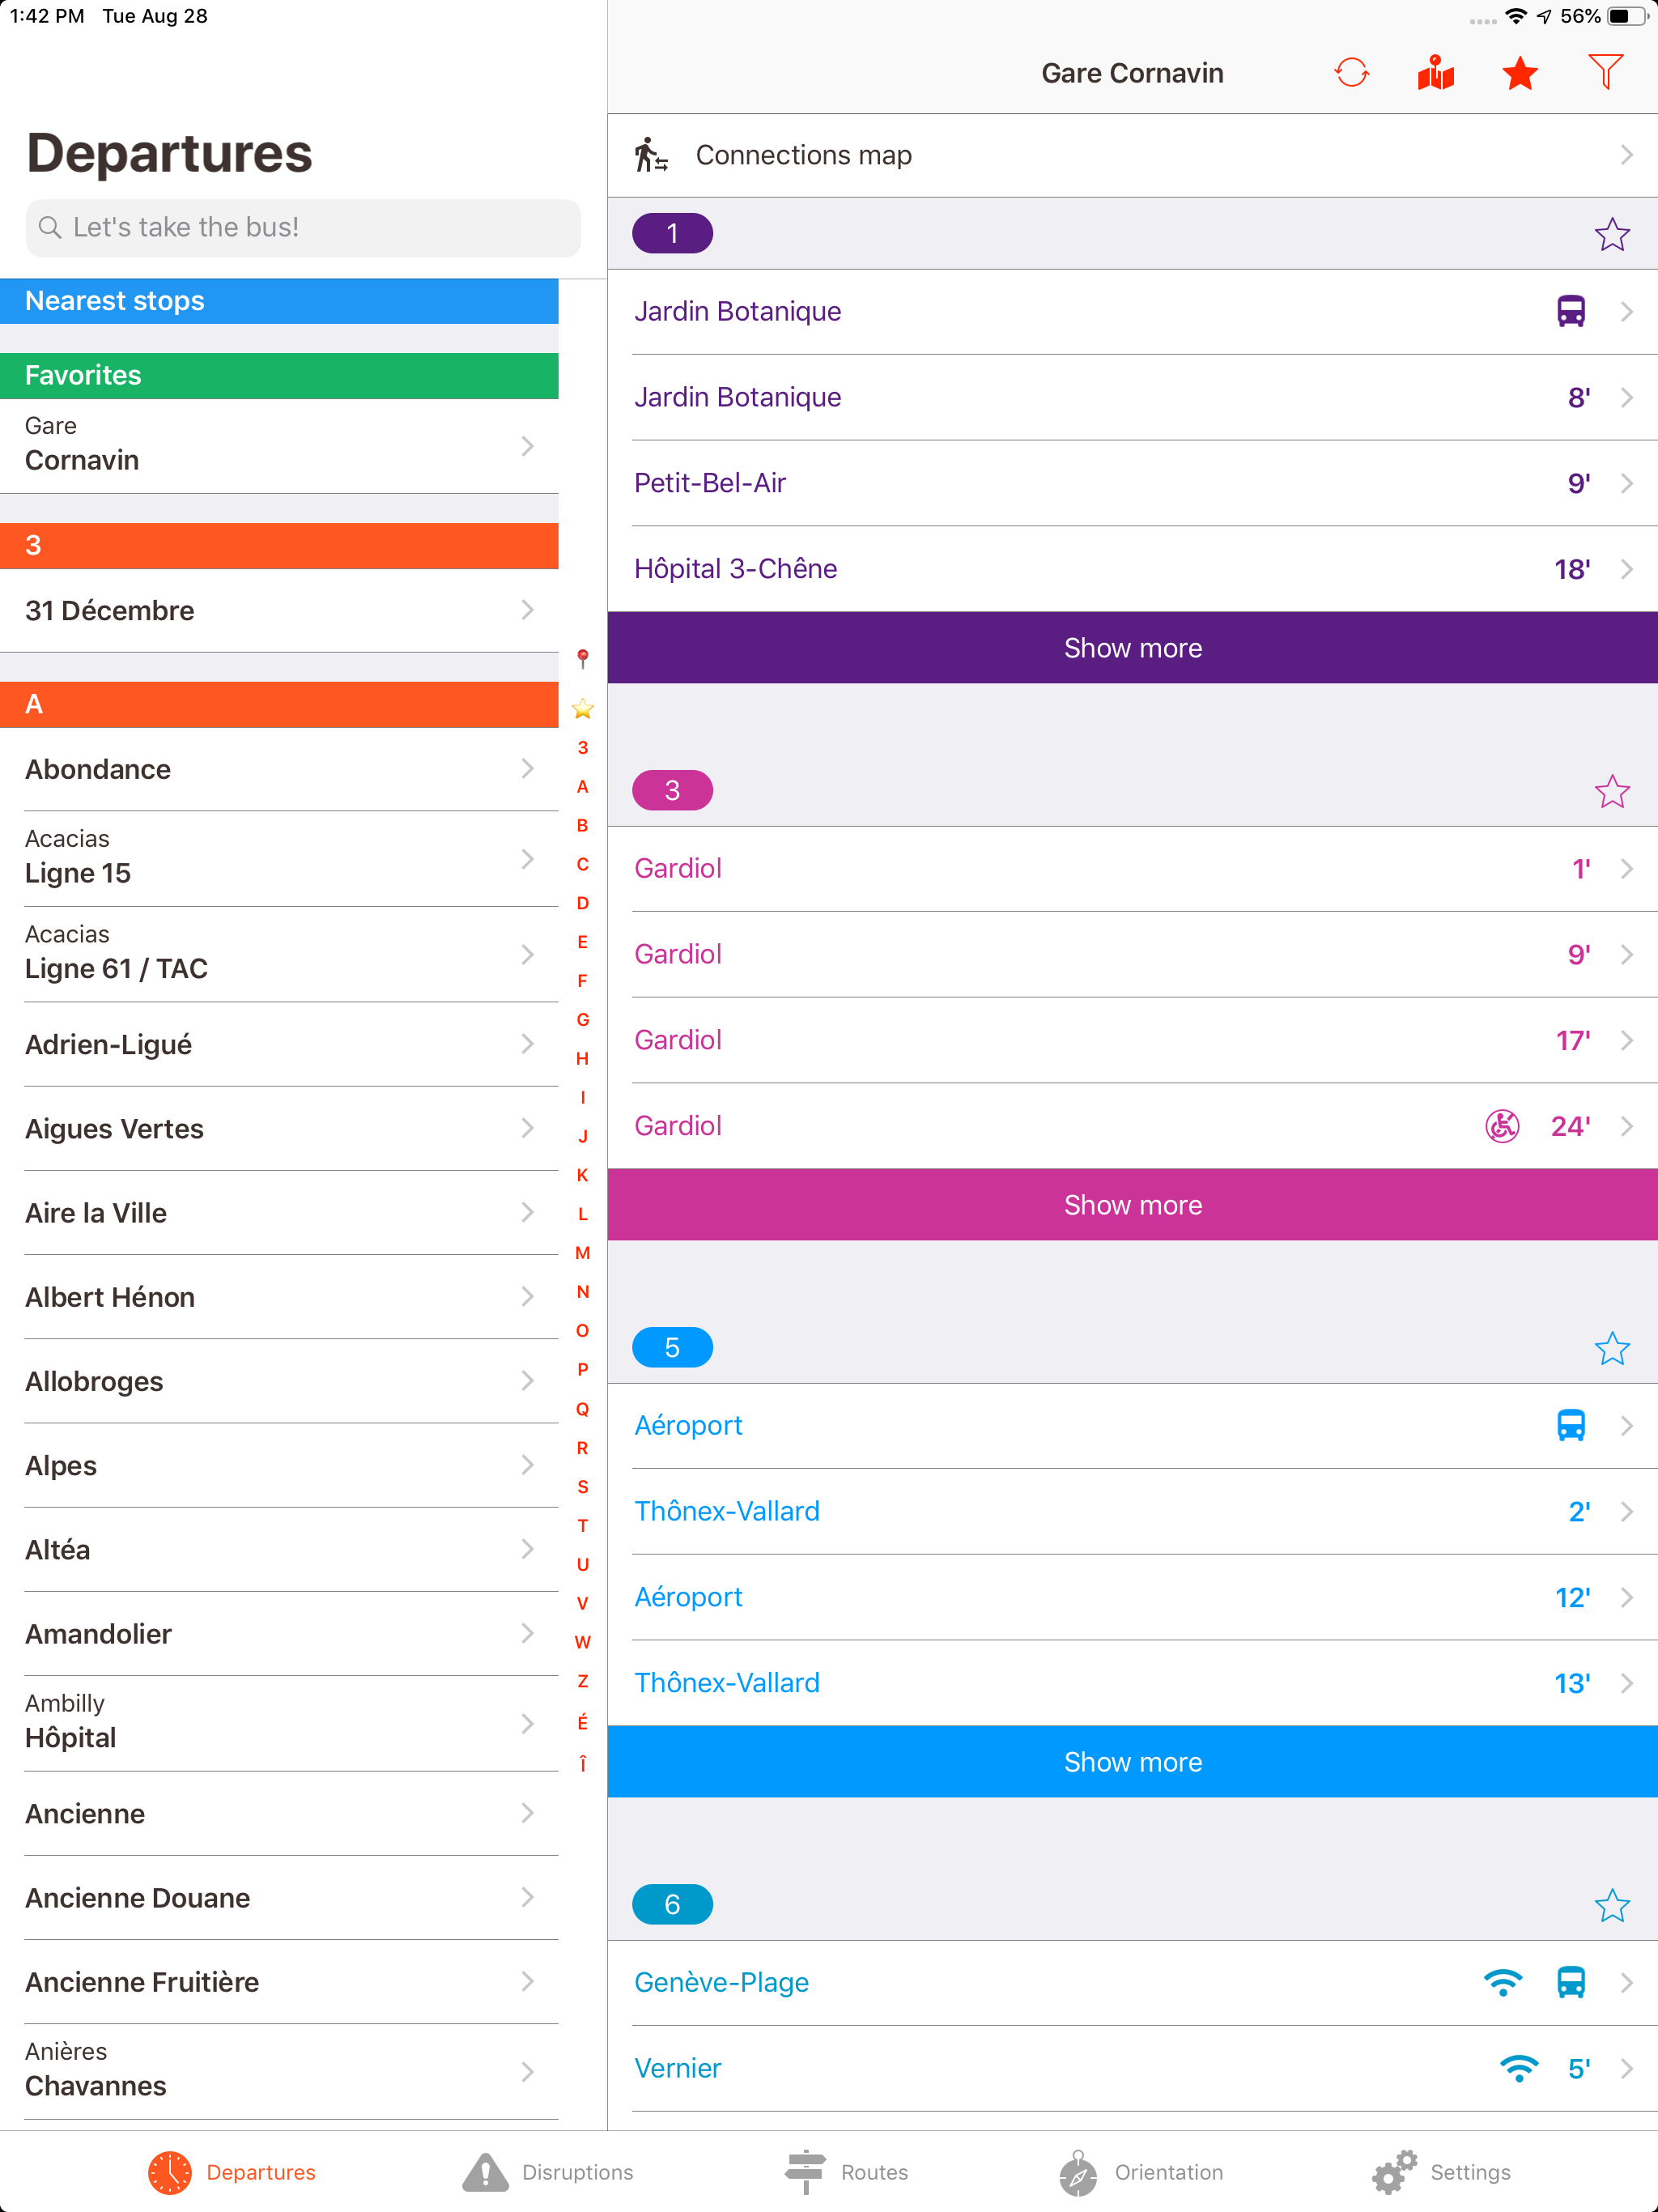 1:42 PM Tue Aug 28
56%
Departures
Let's take the bus!
Nearest stops
Favorites
Gare
Cornavin
3
31 Décembre
A
Abondance
Acacias
Ligne 15
Acacias
Ligne 61 / TAC
Adrien-Ligué
Aigues Vertes
Aire la Ville
Albert Hénon
Allobroges
Alpes
Altéa
Amandolier
Ambilly
Hôpital
Ancienne
Ancienne Douane
Ancienne Fruitière
Anières
Chavannes
3
A
B
C
D
E
F
G
H
I
J
K
L
M
N
O
P
Q
R
S
T
U
V
W
Z
É
Î
Gare Cornavin
Connections map
1
Jardin Botanique
Jardin Botanique 8'
Petit-Bel-Air 9'
Hôpital 3-Chêne 18'
Show more
3
Gardiol 1'
Gardiol 9'
Gardiol 17'
Gardiol 24'
Show more
5
Aéroport
Thônex-Vallard 2'
Aéroport 12'
Thônex-Vallard 13'
Show more
6
Genève-Plage
Vernier 5'
Departures Disruptions Routes Orientation Settings